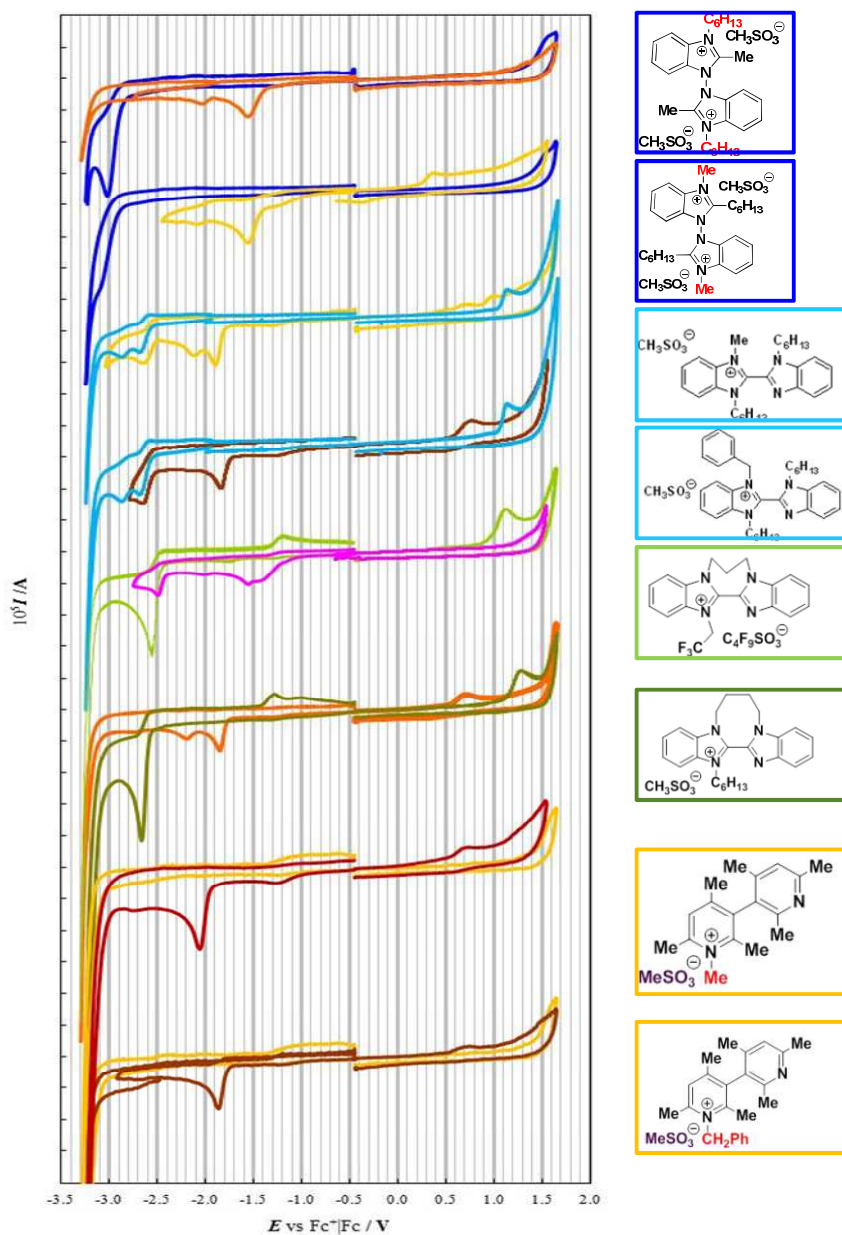 10⁵I /A
-3.5 -3.0 -2.5 -2.0 -1.5 -1.0 -0.5 0.0 0.5 1.0 1.5 2.0
E vs Fc⁺|Fc / V
C₆H₁₃
N CH₃SO₃⁻
+
Me
N
N
Me
+
N
CH₃SO₃⁻
C₆H₁₃
Me
N CH₃SO₃⁻
+
C₆H₁₃
N
N
C₆H₁₃
+
N
CH₃SO₃⁻
Me
Me C₆H₁₃
CH₃SO₃⁻
N N
+
N N
C₆H₁₃
C₆H₁₃
N N
CH₃SO₃⁻
+
N N
C₆H₁₃
N N
+
N N
F₃C C₄F₉SO₃⁻
N N
+
N N
CH₃SO₃⁻ C₆H₁₃
Me Me
Me
N
Me
+
Me N Me
MeSO₃⁻ Me
Me Me
Me
N
Me
+
Me N Me
MeSO₃⁻ CH₂Ph